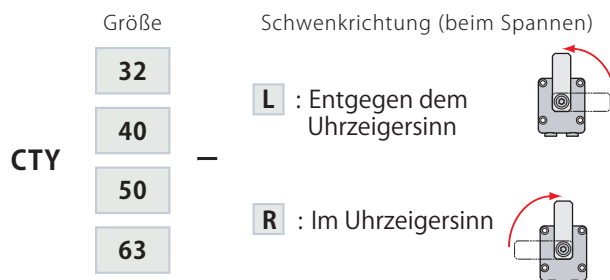 Größe
Schwenkrichtung (beim Spannen)
CTY
32
40
50
63
–
L : Entgegen dem
Uhrzeigersinn
R : Im Uhrzeigersinn